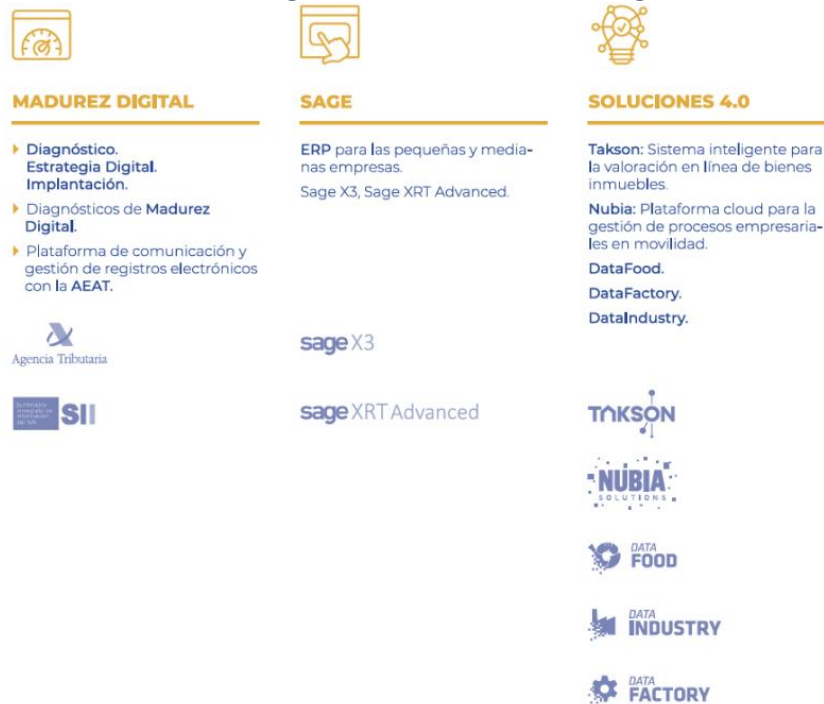 MADUREZ DIGITAL
Diagnóstico.
Estrategia Digital.
Implantación.
Diagnósticos de Madurez
Digital.
Plataforma de comunicación y
gestión de registros electrónicos
con la AEAT.
Agencia Tributaria
SII
SAGE
ERP para las pequeñas y media-
nas empresas.
Sage X3, Sage XRT Advanced.
sage X3
sage XRT Advanced
SOLUCIONES 4.0
Takson: Sistema inteligente para
la valoración en línea de bienes
inmuebles.
Nubia: Plataforma cloud para la
gestión de procesos empresaria-
les en movilidad.
DataFood.
DataFactory.
DataIndustry.
TAKSON
NUBIA
SOLUTIONS
DATA
FOOD
DATA
INDUSTRY
DATA
FACTORY